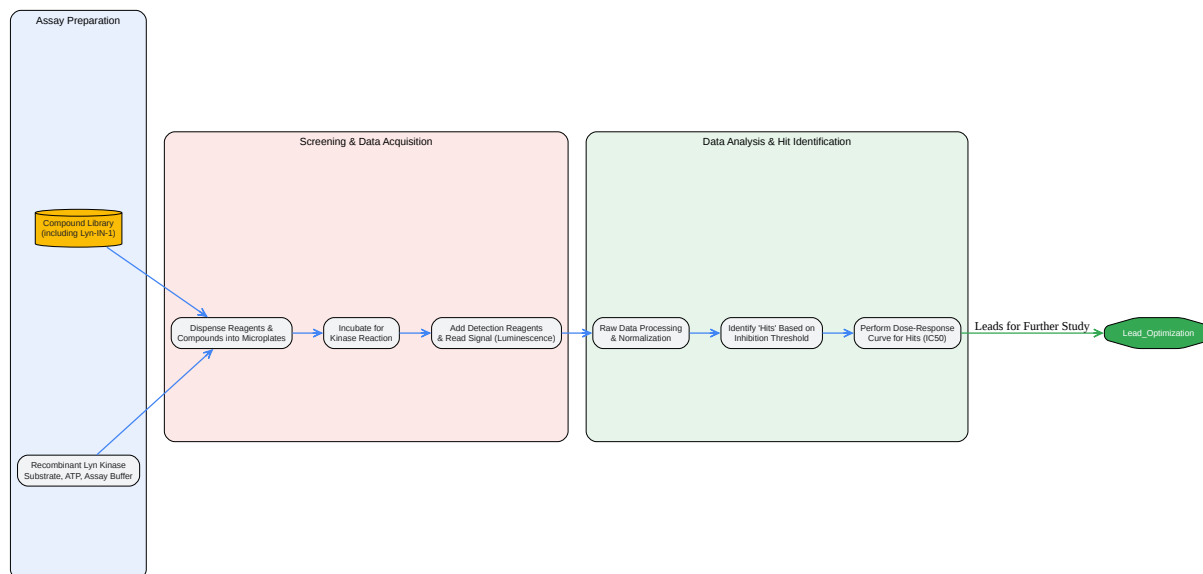 Assay Preparation
Compound Library
(including Lyn-IN-1)
Recombinant Lyn Kinase
Substrate, ATP, Assay Buffer
Screening & Data Acquisition
Dispense Reagents &
Compounds into Microplates
Incubate for
Kinase Reaction
Add Detection Reagents
& Read Signal (Luminescence)
Data Analysis & Hit Identification
Raw Data Processing
& Normalization
Identify 'Hits' Based on
Inhibition Threshold
Perform Dose-Response
Curve for Hits (IC50)
Leads for Further Study
Lead_Optimization